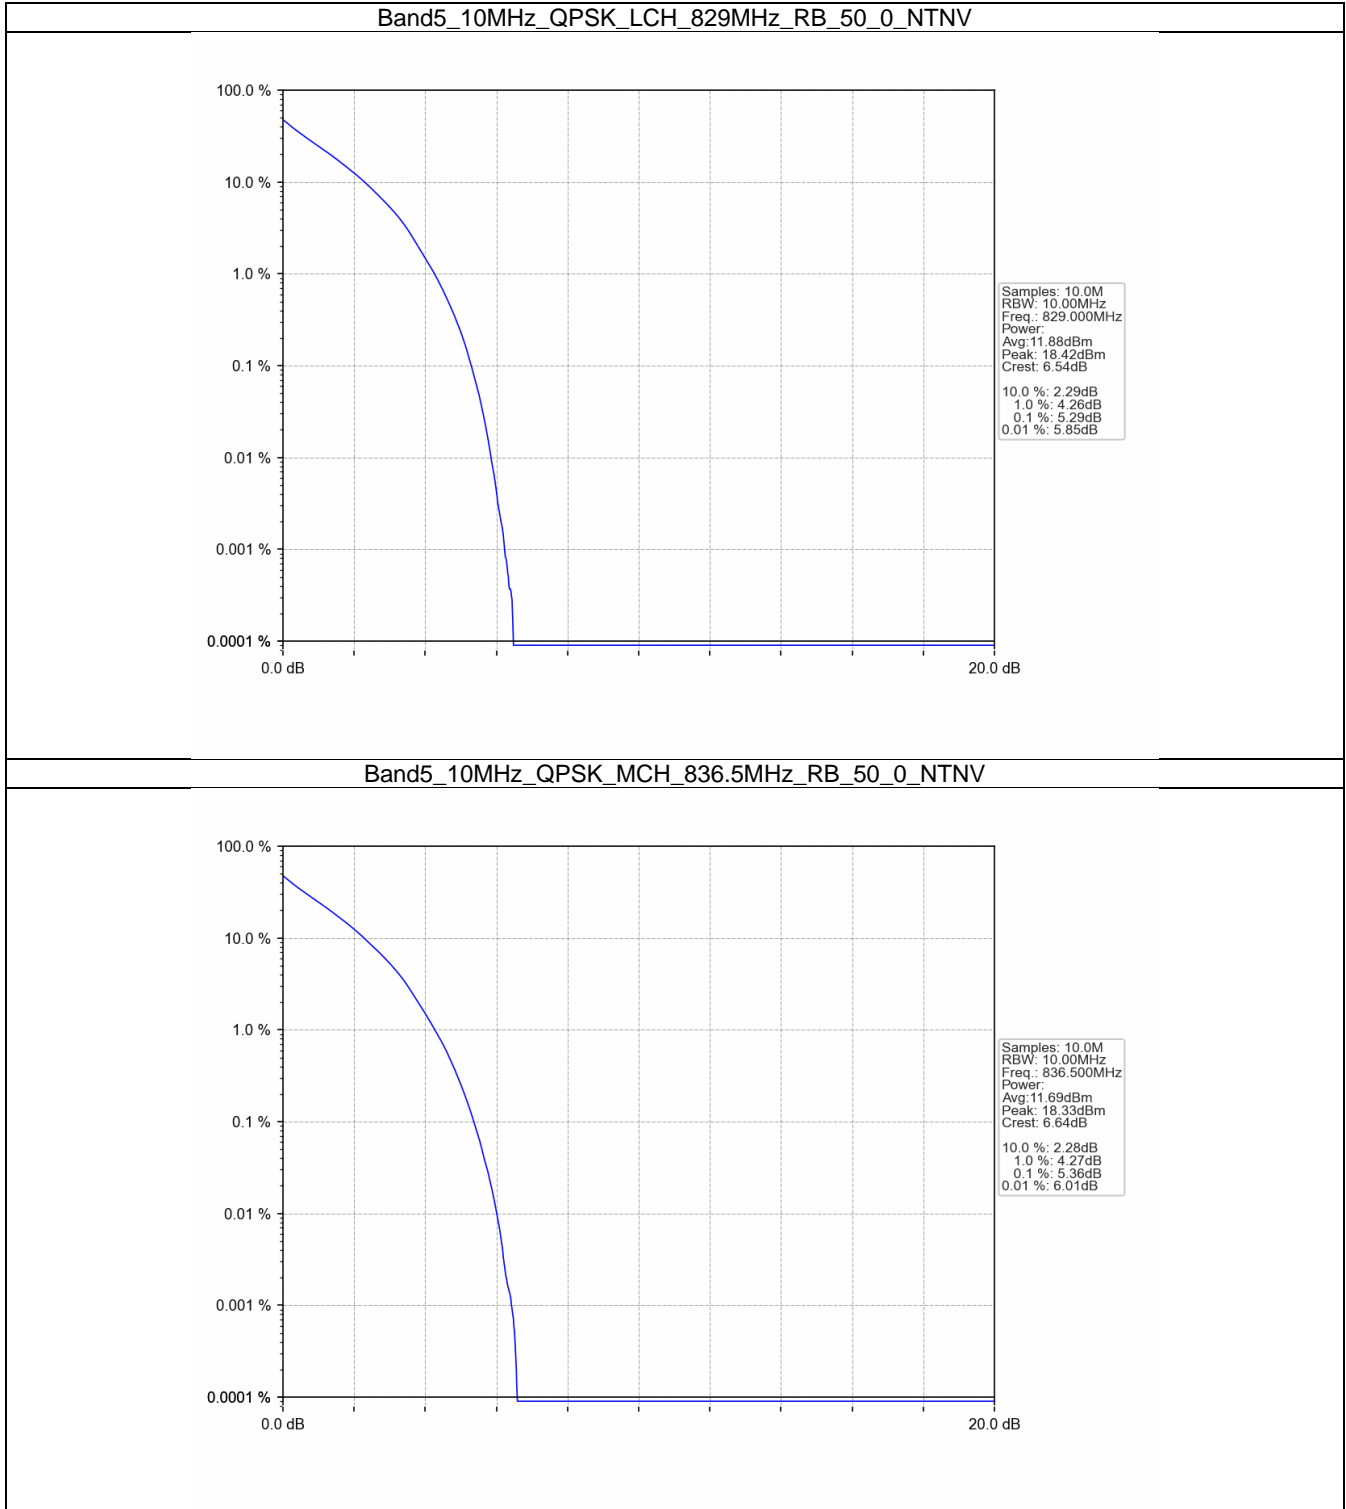 Band5_10MHz_QPSK_LCH_829MHz_RB_50_0_NTNV
100.0 %
10.0 %
1.0 %
0.1 %
0.01 %
0.001 %
0.0001 %
0.0 dB
20.0 dB
Samples: 10.0M
RBW: 10.00MHz
Freq.: 829.000MHz
Power:
Avg:11.88dBm
Peak: 18.42dBm
Crest: 6.54dB
10.0 %: 2.29dB
1.0 %: 4.26dB
0.1 %: 5.29dB
0.01 %: 5.85dB
Band5_10MHz_QPSK_MCH_836.5MHz_RB_50_0_NTNV
100.0 %
10.0 %
1.0 %
0.1 %
0.01 %
0.001 %
0.0001 %
0.0 dB
20.0 dB
Samples: 10.0M
RBW: 10.00MHz
Freq.: 836.500MHz
Power:
Avg:11.69dBm
Peak: 18.33dBm
Crest: 6.64dB
10.0 %: 2.28dB
1.0 %: 4.27dB
0.1 %: 5.36dB
0.01 %: 6.01dB